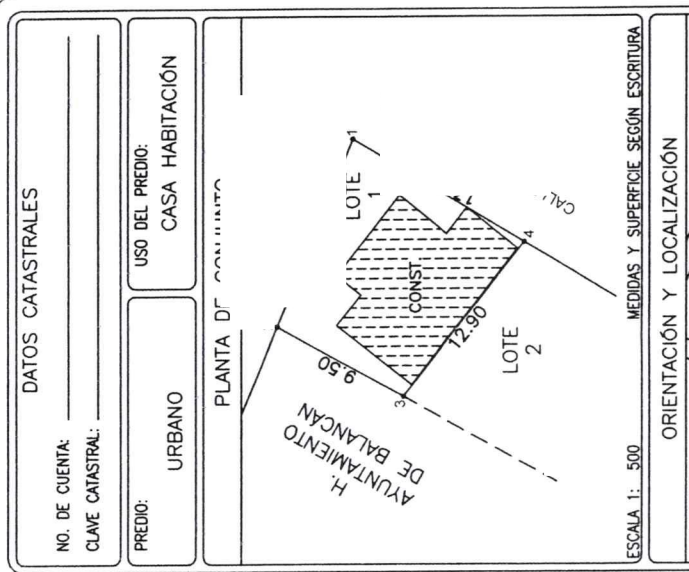 DATOS CATASTRALES
NO. DE CUENTA:
CLAVE CATASTRAL:
PREDIO:
URBANO
USO DEL PREDIO:
CASA HABITACIÓN
PLANTA DE CONJUNTO
1
LOTE
1
CONST.
9.50
3
12.90
4
LOTE
2
H.
AYUNTAMIENTO
DE BALANCÁN
ESCALA 1: 500
MEDIDAS Y SUPERFICIE SEGÚN ESCRITURA
ORIENTACIÓN Y LOCALIZACIÓN